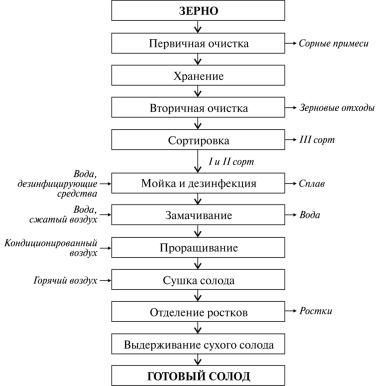 ЗЕРНО
Первичная очистка
Сорные примеси
Хранение
Вторичная очистка
Зерновые отходы
Сортировка
III сорт
I и II сорт
Вода,
дезинфицирующие
средства
Мойка и дезинфекция
Сплав
Вода,
сжатый воздух
Замачивание
Вода
Кондиционированный
воздух
Проращивание
Горячий воздух
Сушка солода
Отделение ростков
Ростки
Выдерживание сухого солода
ГОТОВЫЙ СОЛОД